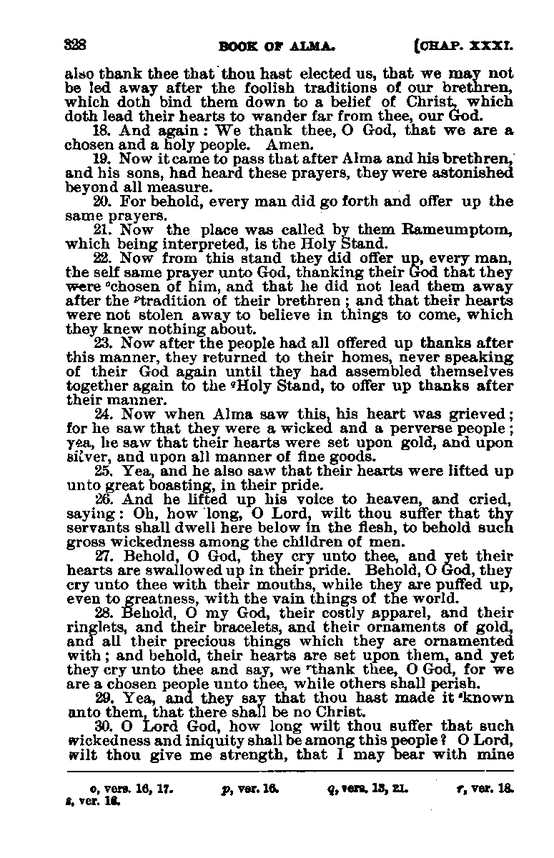 328 BOOK OF ALMA. [CHAP. XXXI.
also thank thee that thou hast elected us, that we may not
be led away after the foolish traditions of our brethren,
which doth bind them down to a belief of Christ, which
doth lead their hearts to wander far from thee, our God.
18. And again: We thank thee, O God, that we are a
chosen and a holy people. Amen.
19. Now it came to pass that after Alma and his brethren,
and his sons, had heard these prayers, they were astonished
beyond all measure.
20. For behold, every man did go forth and offer up the
same prayers.
21. Now the place was called by them Rameumptom,
which being interpreted, is the Holy Stand.
22. Now from this stand they did offer up, every man,
the self same prayer unto God, thanking their God that they
were ᵒchosen of him, and that he did not lead them away
after the ᵖtradition of their brethren; and that their hearts
were not stolen away to believe in things to come, which
they knew nothing about.
23. Now after the people had all offered up thanks after
this manner, they returned to their homes, never speaking
of their God again until they had assembled themselves
together again to the qHoly Stand, to offer up thanks after
their manner.
24. Now when Alma saw this, his heart was grieved;
for he saw that they were a wicked and a perverse people;
yea, he saw that their hearts were set upon gold, and upon
silver, and upon all manner of fine goods.
25. Yea, and he also saw that their hearts were lifted up
unto great boasting, in their pride.
26. And he lifted up his voice to heaven, and cried,
saying: Oh, how long, O Lord, wilt thou suffer that thy
servants shall dwell here below in the flesh, to behold such
gross wickedness among the children of men.
27. Behold, O God, they cry unto thee, and yet their
hearts are swallowed up in their pride. Behold, O God, they
cry unto thee with their mouths, while they are puffed up,
even to greatness, with the vain things of the world.
28. Behold, O my God, their costly apparel, and their
ringlets, and their bracelets, and their ornaments of gold,
and all their precious things which they are ornamented
with; and behold, their hearts are set upon them, and yet
they cry unto thee and say, we ʳthank thee, O God, for we
are a chosen people unto thee, while others shall perish.
29. Yea, and they say that thou hast made it ˢknown
unto them, that there shall be no Christ.
30. O Lord God, how long wilt thou suffer that such
wickedness and iniquity shall be among this people? O Lord,
wilt thou give me strength, that I may bear with mine
o, vers. 16, 17. p, ver. 16. q, vers. 13, 21. r, ver. 18.
s, ver. 16.